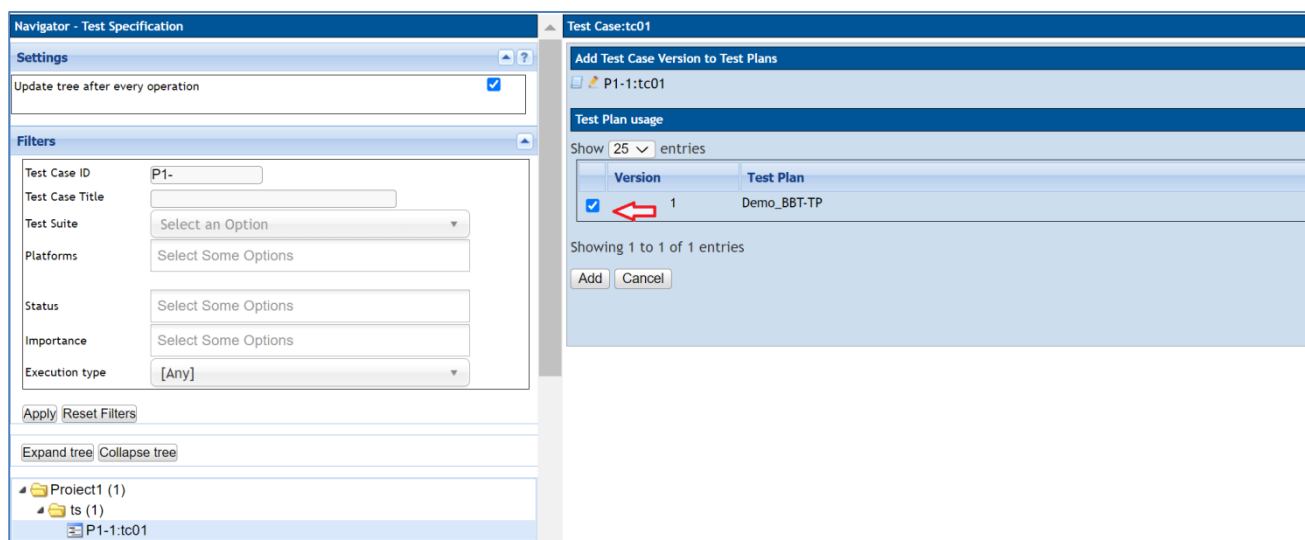 Navigator - Test Specification
Settings
?
Update tree after every operation
Filters
Test Case ID P1-
Test Case Title
Test Suite Select an Option
Platforms Select Some Options
Status Select Some Options
Importance Select Some Options
Execution type [Any]
Apply Reset Filters
Expand tree Collapse tree
Project1 (1)
ts (1)
P1-1:tc01
Test Case:tc01
Add Test Case Version to Test Plans
P1-1:tc01
Test Plan usage
Show 25 entries
Version Test Plan
1 Demo_BBT-TP
Showing 1 to 1 of 1 entries
Add Cancel